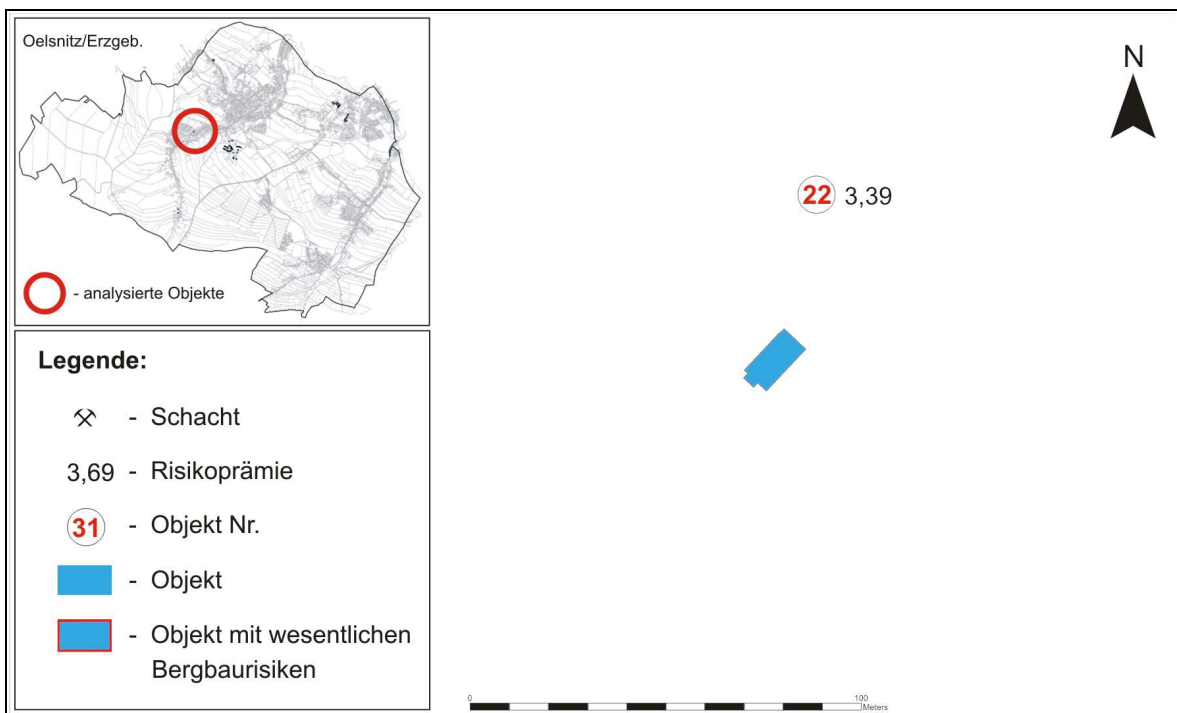 Oelsnitz/Erzgeb.
- analysierte Objekte
Legende:
- Schacht
3,69 - Risikoprämie
31 - Objekt Nr.
- Objekt
- Objekt mit wesentlichen
Bergbaurisiken
N
22 3,39
0 100
Meters